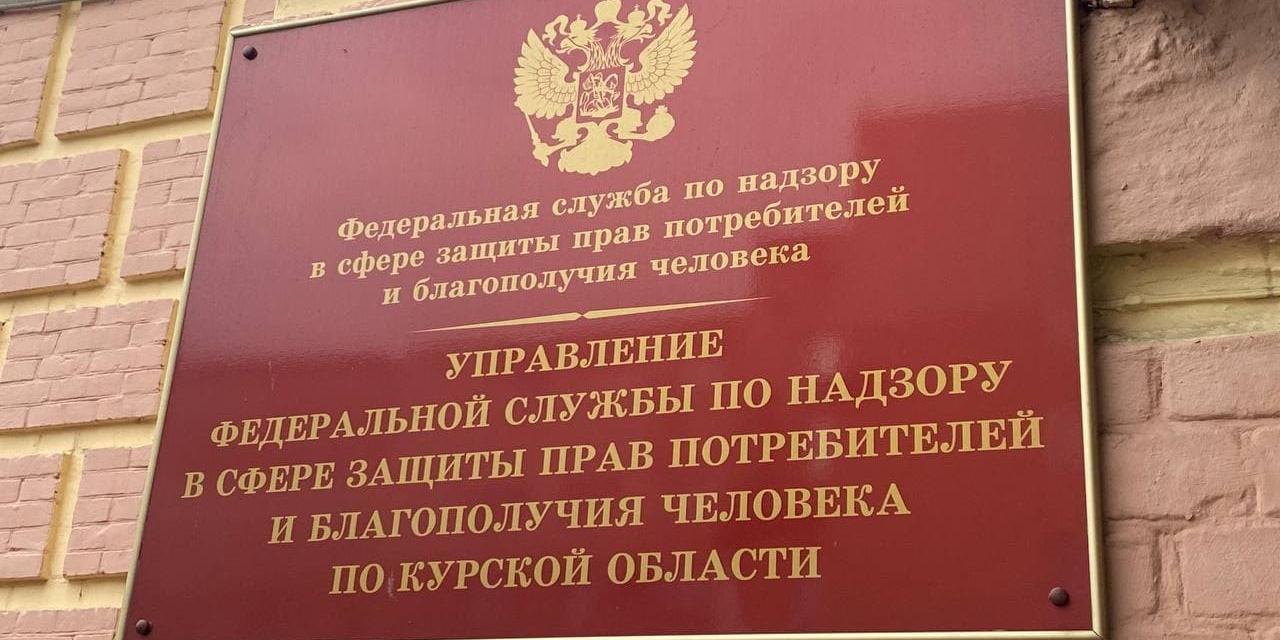 Федеральная служба по надзору
в сфере защиты прав потребителей
и благополучия человека
УПРАВЛЕНИЕ
ФЕДЕРАЛЬНОЙ СЛУЖБЫ ПО НАДЗОРУ
В СФЕРЕ ЗАЩИТЫ ПРАВ ПОТРЕБИТЕЛЕЙ
И БЛАГОПОЛУЧИЯ ЧЕЛОВЕКА
ПО КУРСКОЙ ОБЛАСТИ